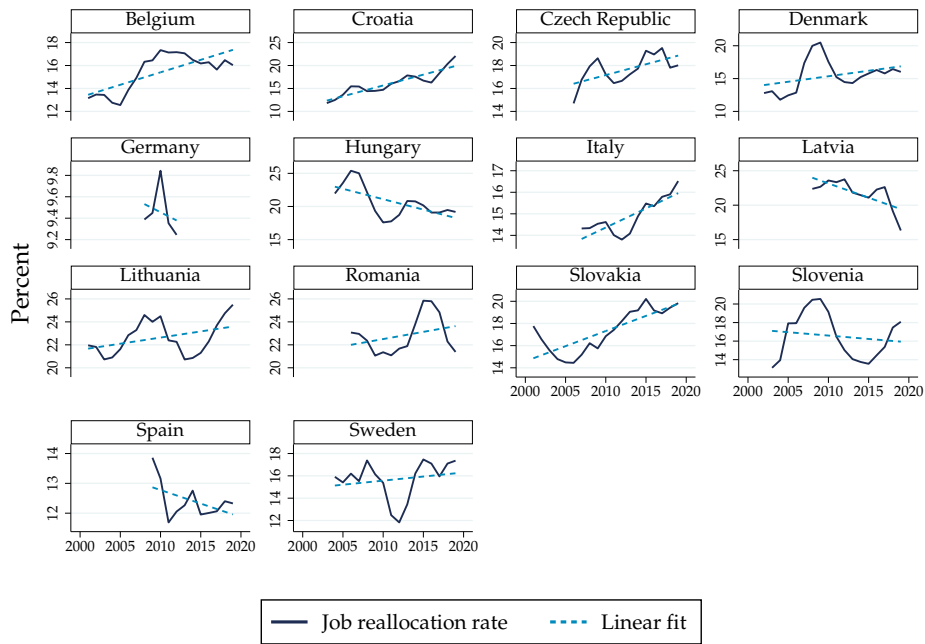 Percent
Belgium
12 14 16 18
Croatia
10 15 20 25
Czech Republic
14 16 18 20
Denmark
10 15 20
Germany
9.2 9.4 9.6 9.8
Hungary
15 20 25
Italy
14 15 16 17
Latvia
15 20 25
Lithuania
20 22 24 26
Romania
20 22 24 26
Slovakia
14 16 18 20
2000 2005 2010 2015 2020
Slovenia
14 16 18 20
2000 2005 2010 2015 2020
Spain
12 13 14
2000 2005 2010 2015 2020
Sweden
12 14 16 18
2000 2005 2010 2015 2020
Job reallocation rate Linear fit